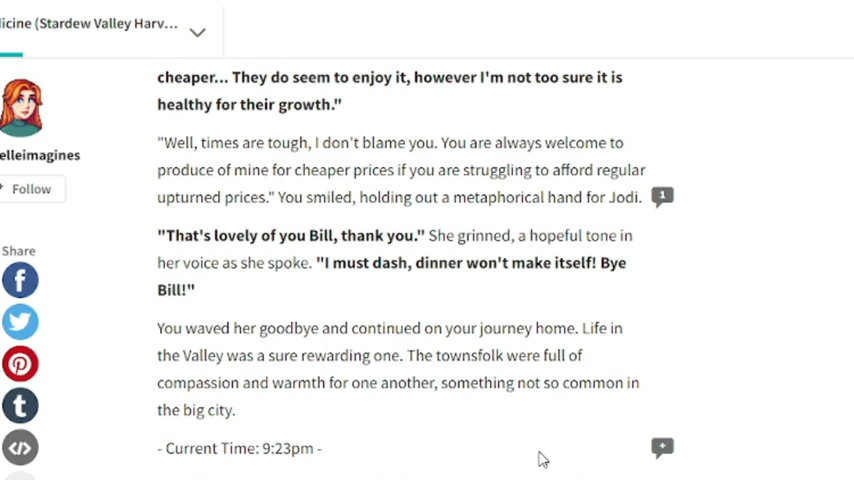 icine (Stardew Valley Harv...
cheaper... They do seem to enjoy it, however I'm not too sure it is
healthy for their growth."
"Well, times are tough, I don't blame you. You are always welcome to
elleimagines
produce of mine for cheaper prices if you are struggling to afford regular
Follow
upturned prices." You smiled, holding out a metaphorical hand for Jodi.
1
"That's lovely of you Bill, thank you." She grinned, a hopeful tone in
Share
her voice as she spoke. "I must dash, dinner won't make itself! Bye
Bill!"
You waved her goodbye and continued on your journey home. Life in
the Valley was a sure rewarding one. The townsfolk were full of
compassion and warmth for one another, something not so common in
the big city.
- Current Time: 9:23pm -